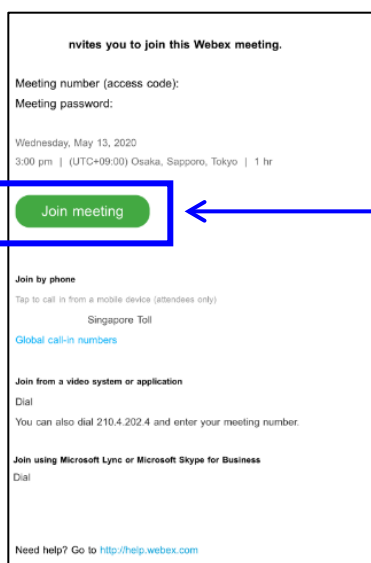 nvites you to join this Webex meeting.
Meeting number (access code):
Meeting password:
Wednesday, May 13, 2020
3:00 pm | (UTC+09:00) Osaka, Sapporo, Tokyo | 1 hr
Join meeting
Join by phone
Tap to call in from a mobile device (attendees only)
Singapore Toll
Global call-in numbers
Join from a video system or application
Dial
You can also dial 210.4.202.4 and enter your meeting number.
Join using Microsoft Lync or Microsoft Skype for Business
Dial
Need help? Go to http://help.webex.com